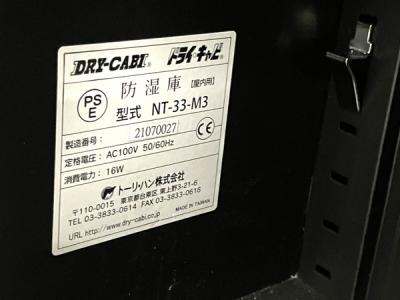 DRY-CABI® ドライ・キャビ®
PS E 防湿庫 [屋内用]
型式 NT-33-M3
製造番号: 21070027 CE
定格電圧: AC100V 50/60Hz
消費電力: 16W
トーリ・ハン株式会社
〒110-0015 東京都台東区東上野3-21-6
TEL 03-3833-0614 FAX 03-3833-0616
URL http://www.dry-cabi.co.jp MADE IN TAIWAN